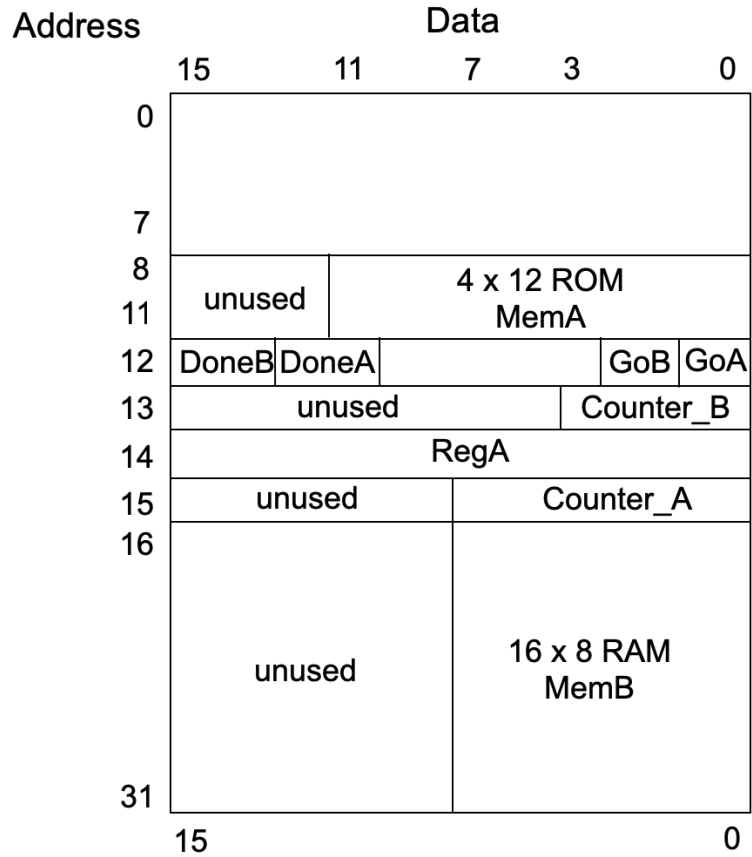 Address Data
15 11 7 3 0
0
7
8
unused 4 x 12 ROM
11 MemA
12 DoneB DoneA GoB GoA
13 unused Counter_B
14 RegA
15 unused Counter_A
16
unused 16 x 8 RAM
MemB
31
15 0